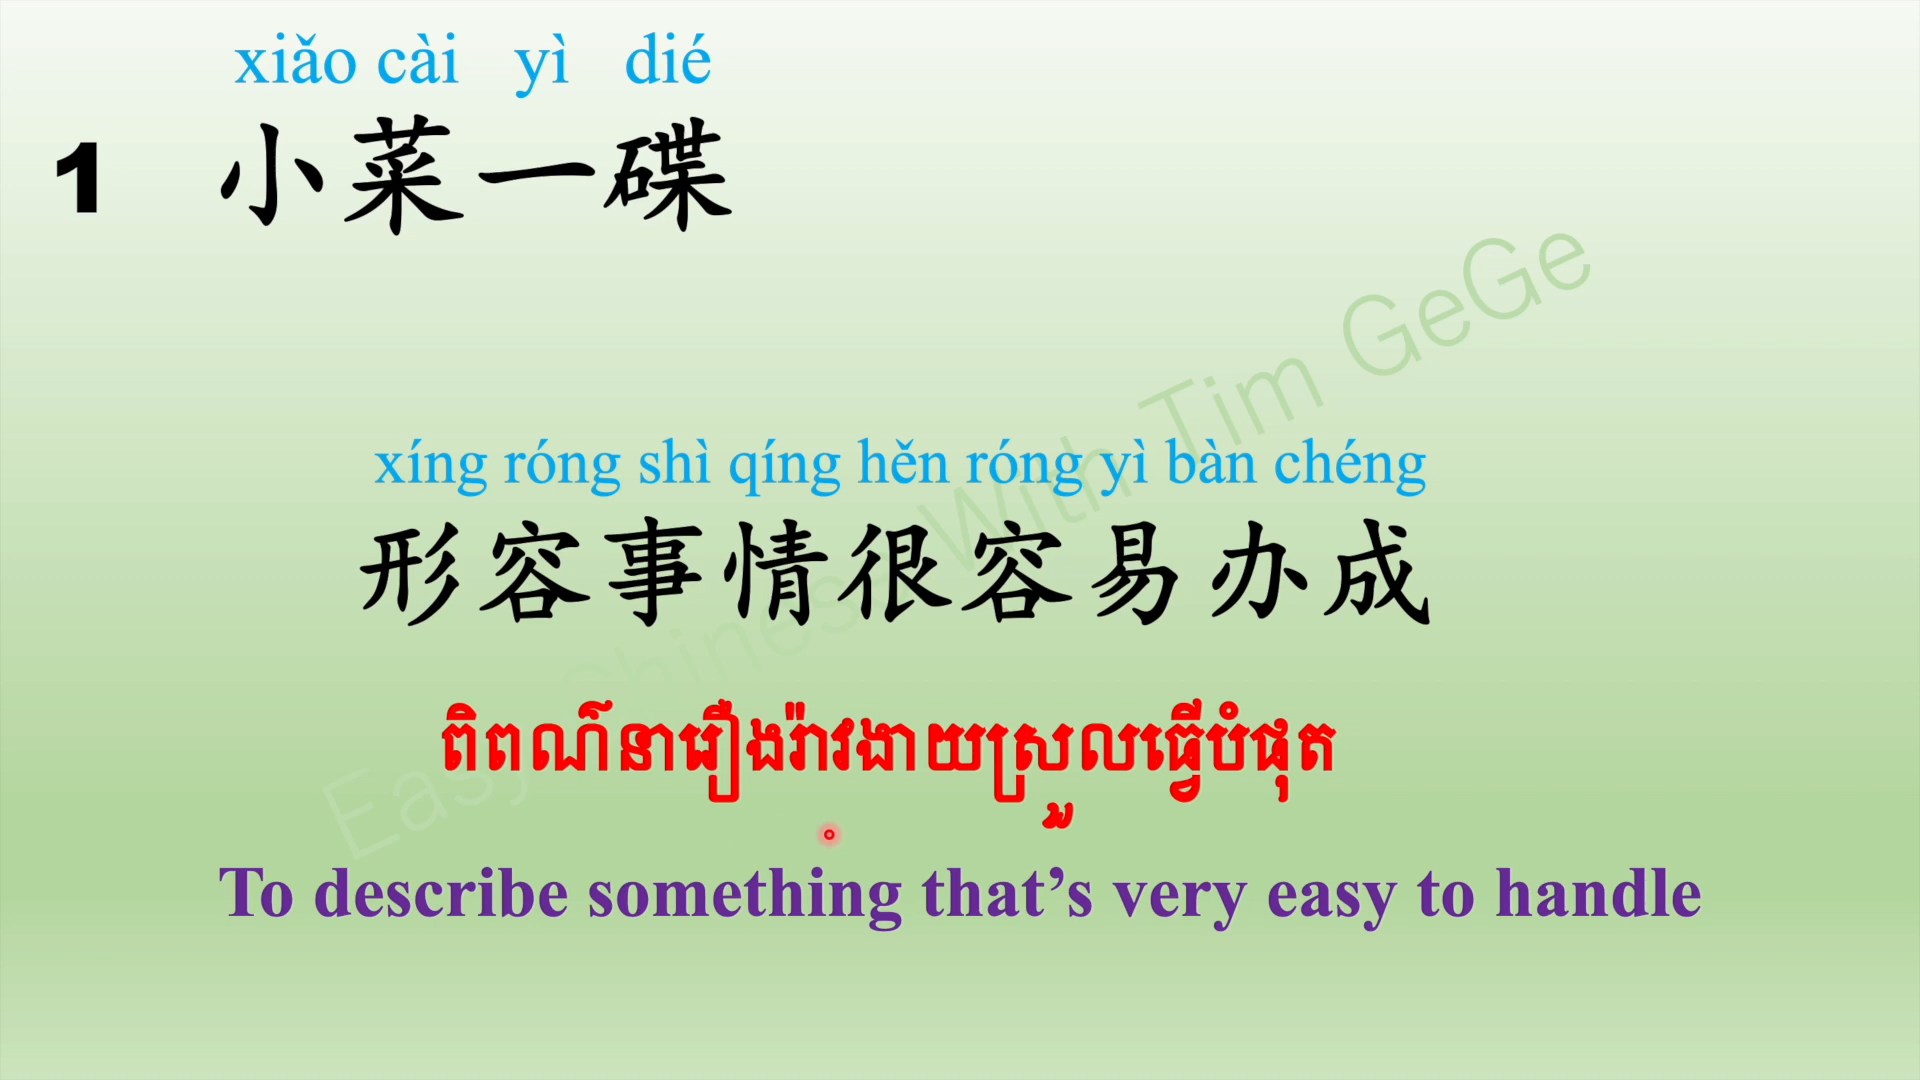 xiǎo cài yì dié
1 小菜一碟
xíng róng shì qíng hěn róng yì bàn chéng
形容事情很容易办成
ពិពណ៌នារឿងរ៉ាវងាយស្រួលធ្វើបំផុត
To describe something that’s very easy to handle
Easy Chinese With Tim GeGe